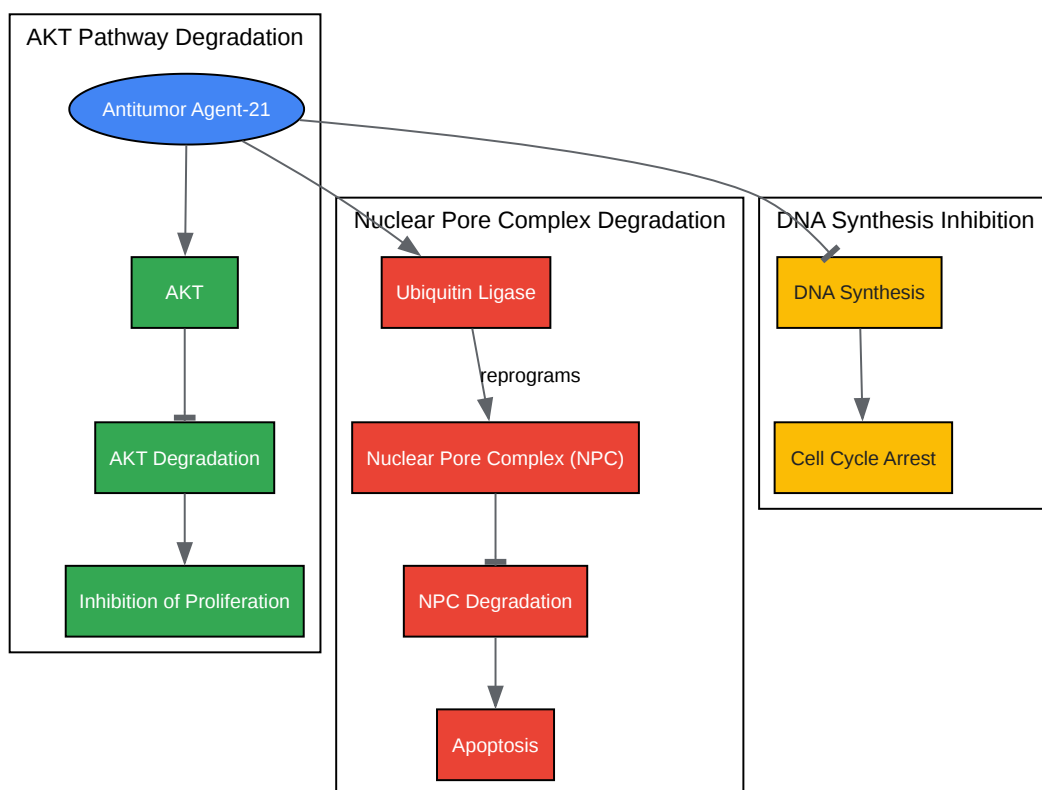 AKT Pathway Degradation
Antitumor Agent-21
AKT
AKT Degradation
Inhibition of Proliferation
Nuclear Pore Complex Degradation
Ubiquitin Ligase
reprograms
Nuclear Pore Complex (NPC)
NPC Degradation
Apoptosis
DNA Synthesis Inhibition
DNA Synthesis
Cell Cycle Arrest